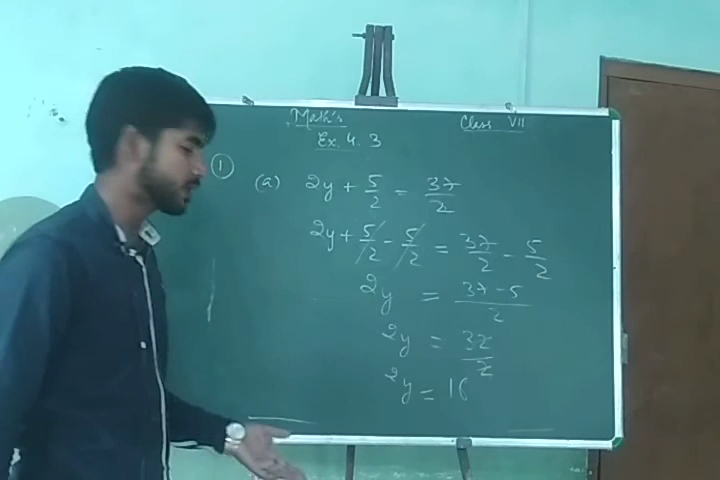 Math's Class VII
Ex. 4.3
① (a) 2y + 5/2 = 37/2
2y + 5/2 - 5/2 = 37/2 - 5/2
2y = 37-5/2
2y = 32/2
2y = 16